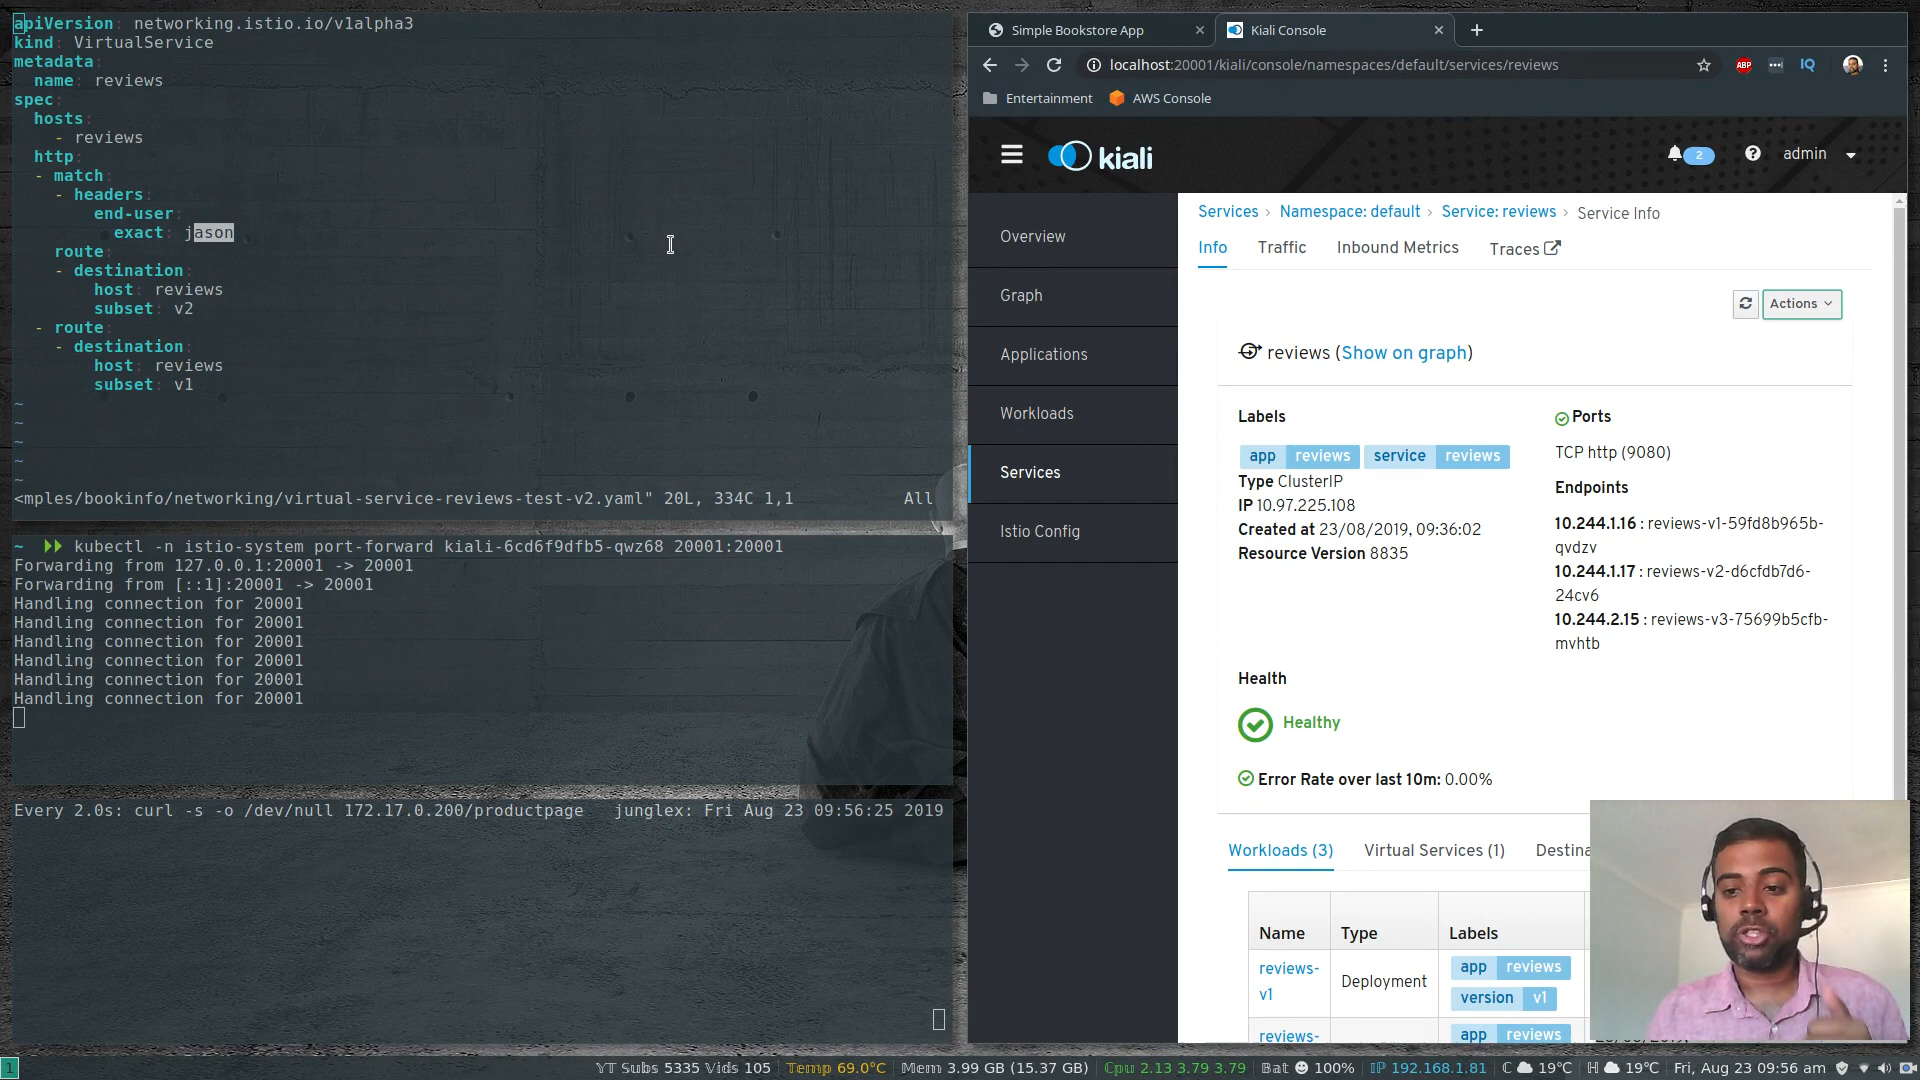 apiVersion: networking.istio.io/v1alpha3
kind: VirtualService
metadata:
  name: reviews
spec:
  hosts:
    - reviews
  http:
  - match:
    - headers:
        end-user:
          exact: jason
    route:
    - destination:
        host: reviews
        subset: v2
  - route:
    - destination:
        host: reviews
        subset: v1
~
~
~
~
~
<mples/bookinfo/networking/virtual-service-reviews-test-v2.yaml" 20L, 334C 1,1 All
~ kubectl -n istio-system port-forward kiali-6cd6f9dfb5-qwz68 20001:20001
Forwarding from 127.0.0.1:20001 -> 20001
Forwarding from [::1]:20001 -> 20001
Handling connection for 20001
Handling connection for 20001
Handling connection for 20001
Handling connection for 20001
Handling connection for 20001
Handling connection for 20001
Every 2.0s: curl -s -o /dev/null 172.17.0.200/productpage junglex: Fri Aug 23 09:56:25 2019
Simple Bookstore App
Kiali Console
localhost:20001/kiali/console/namespaces/default/services/reviews
ABP
IQ
Entertainment
AWS Console
kiali
2
admin
Overview
Graph
Applications
Workloads
Services
Istio Config
Services > Namespace: default > Service: reviews > Service Info
Info Traffic Inbound Metrics Traces
Actions
reviews (Show on graph)
Labels
app reviews service reviews
Type ClusterIP
IP 10.97.225.108
Created at 23/08/2019, 09:36:02
Resource Version 8835
Ports
TCP http (9080)
Endpoints
10.244.1.16 : reviews-v1-59fd8b965b-
qvdzv
10.244.1.17 : reviews-v2-d6cfdb7d6-
24cv6
10.244.2.15 : reviews-v3-75699b5cfb-
mvhtb
Health
Healthy
Error Rate over last 10m: 0.00%
Workloads (3) Virtual Services (1) Destina
Name Type Labels
reviews-
v1
Deployment
app reviews
version v1
reviews-
app reviews
1 YT Subs 5335 Vids 105 Temp 69.0°C Mem 3.99 GB (15.37 GB) Cpu 2.13 3.79 3.79 Bat 100% IP 192.168.1.81 C 19°C H 19°C Fri, Aug 23 09:56 am